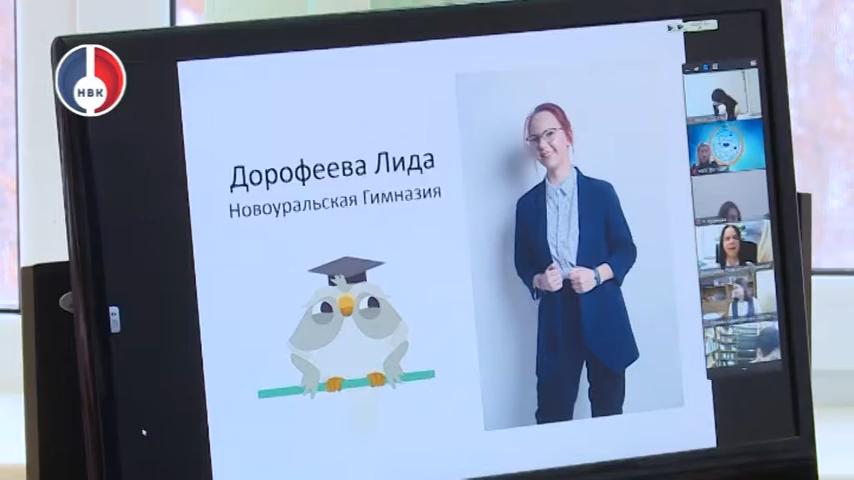 НВК
Дорофеева Лида
Новоуральская Гимназия